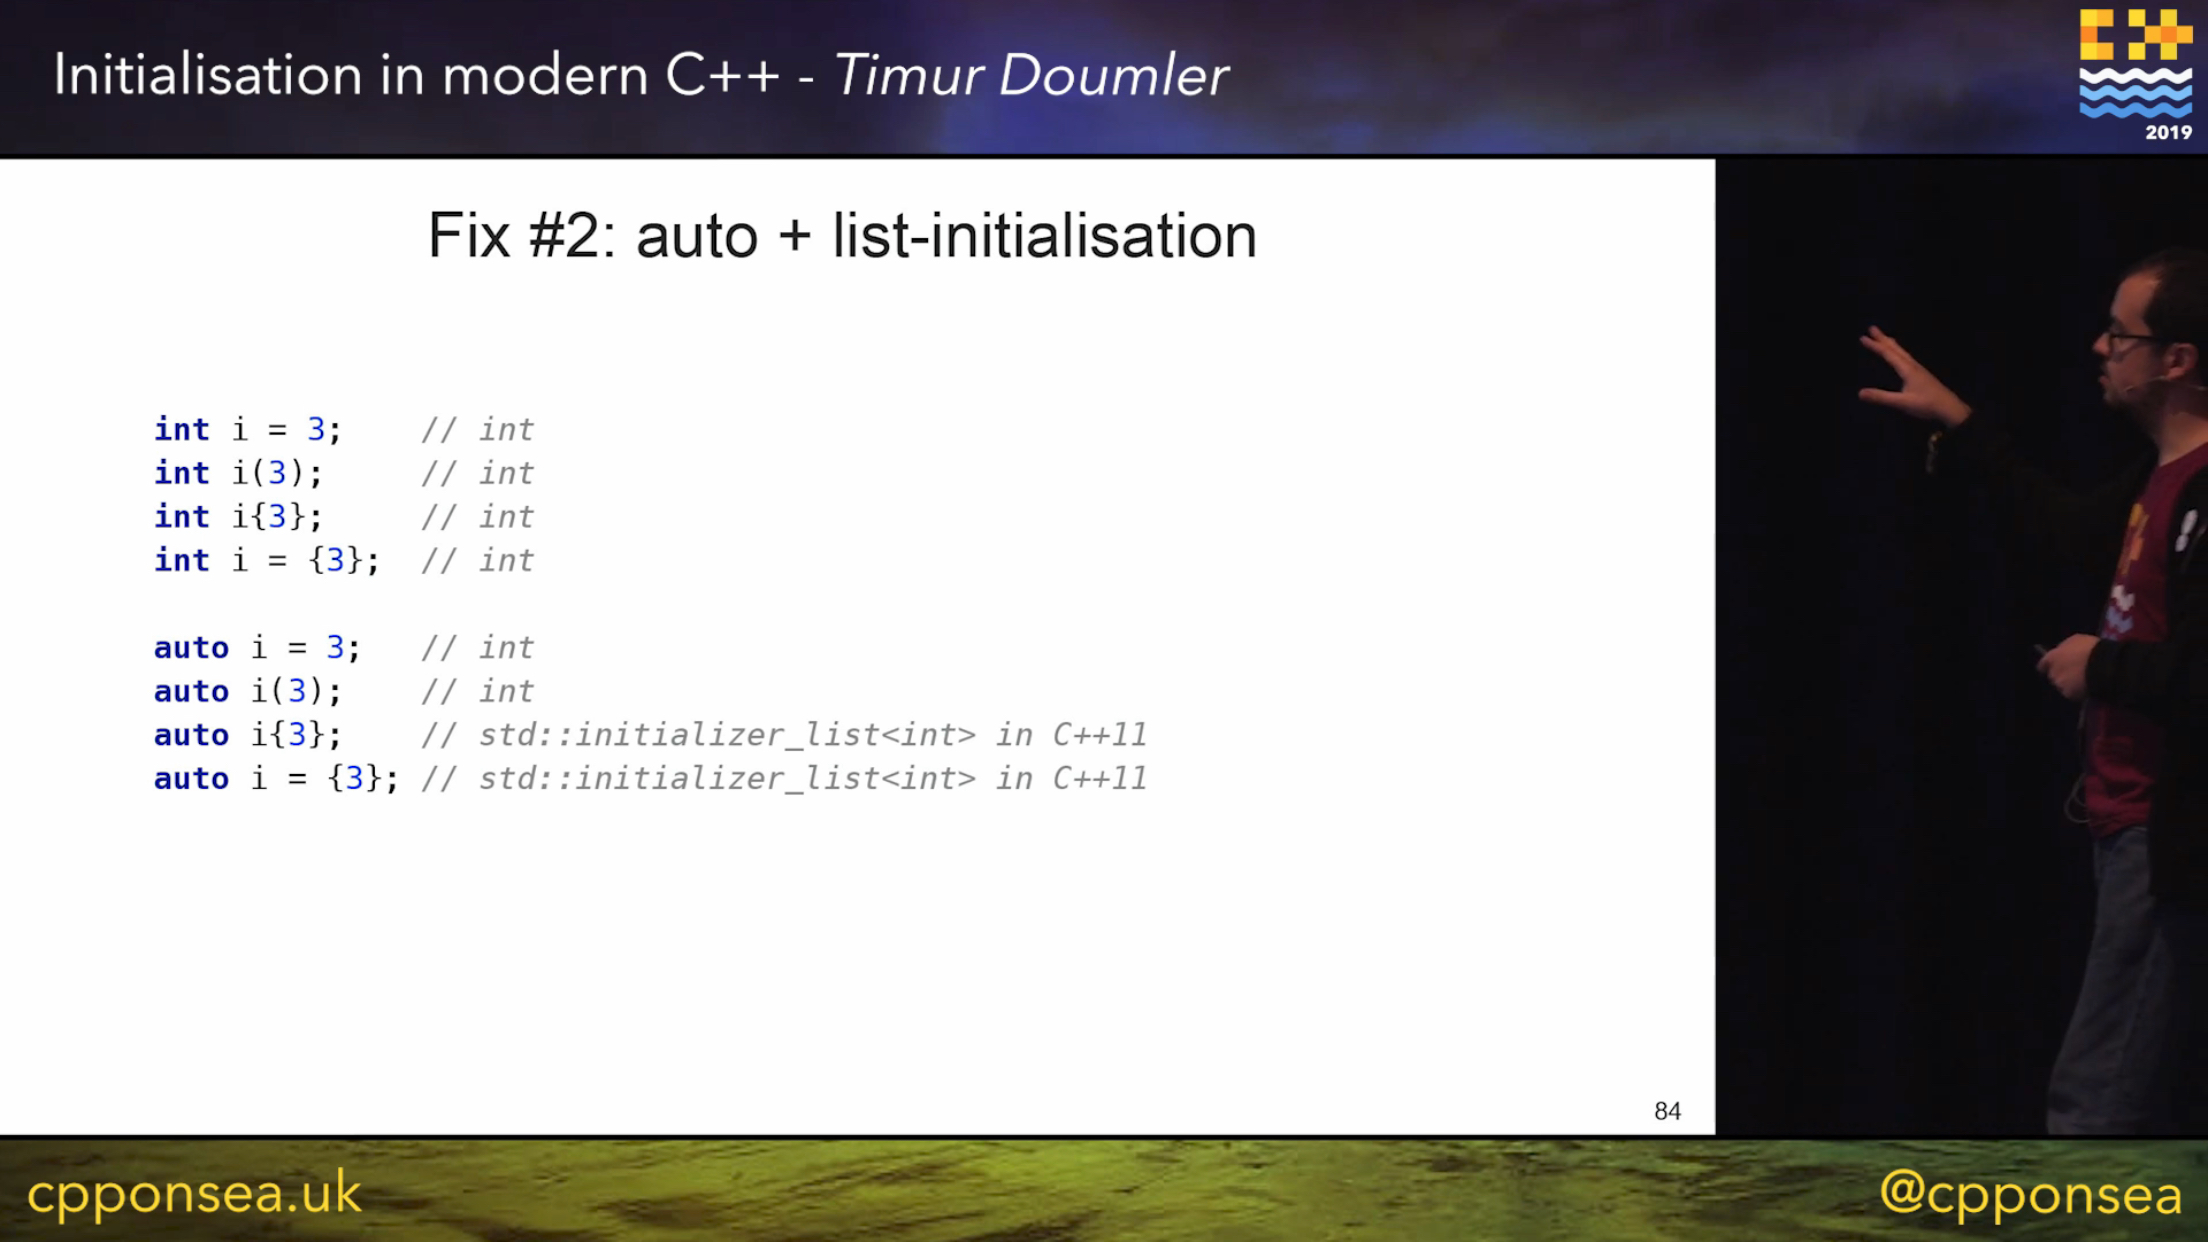 Initialisation in modern C++ - Timur Doumler
2019
Fix #2: auto + list-initialisation
int i = 3;    // int
int i(3);     // int
int i{3};     // int
int i = {3};  // int
auto i = 3;   // int
auto i(3);    // int
auto i{3};    // std::initializer_list<int> in C++11
auto i = {3}; // std::initializer_list<int> in C++11
84
cpponsea.uk
@cpponsea